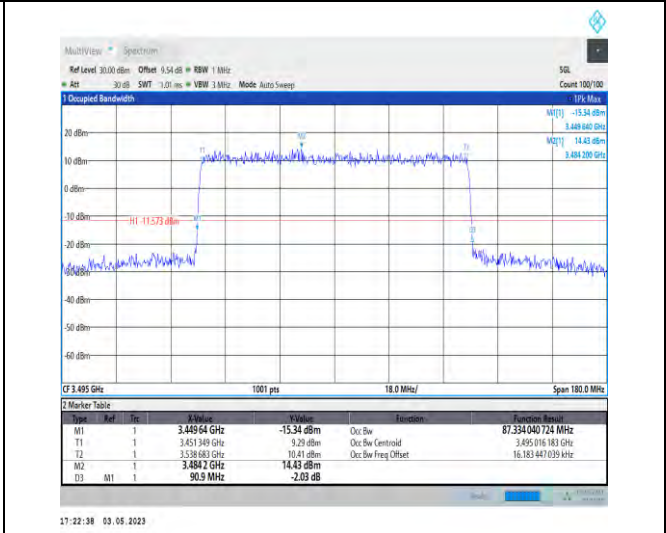 MultiView Spectrum
Ref Level 30.00 dBm Offset 9.54 dB RBW 1 MHz SGL
Att 30 dB SWT 1.01 ms VBW 3 MHz Mode Auto Sweep Count 100/100
1 Occupied Bandwidth 1Pk Max
M1[1] -15.34 dBm
3.449 640 GHz
M2[1] 14.43 dBm
3.484 200 GHz
20 dBm
10 dBm
0 dBm
-10 dBm
H1 -11.573 dBm
M1
T1
T2
-20 dBm
-30 dBm
-40 dBm
-50 dBm
-60 dBm
CF 3.495 GHz 1001 pts 18.0 MHz/ Span 180.0 MHz
2 Marker Table
Type Ref Trc X-Value Y-Value Function Function Result
M1 1 3.449 64 GHz -15.34 dBm Occ Bw 87.334 040 724 MHz
T1 1 3.451 349 GHz 9.29 dBm Occ Bw Centroid 3.495 016 183 GHz
T2 1 3.538 683 GHz 10.41 dBm Occ Bw Freq Offset 16.183 447 039 kHz
M2 1 3.484 2 GHz 14.43 dBm
D3 M1 1 90.9 MHz -2.03 dB
17:22:38 03.05.2023